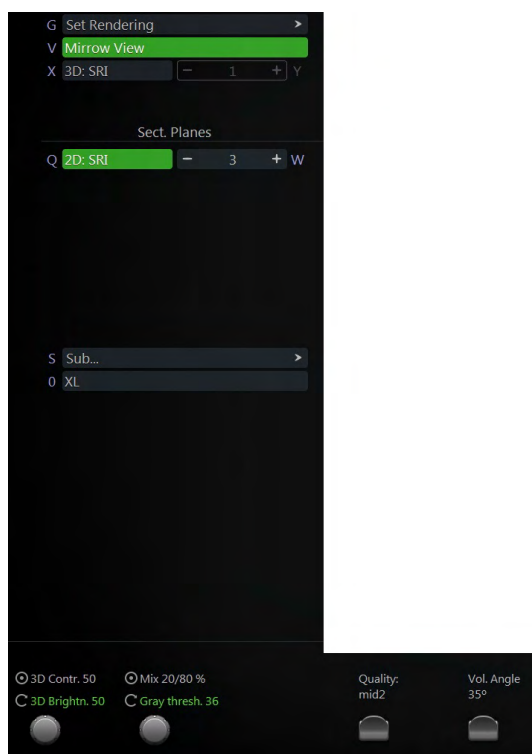 G Set Rendering >
V Mirrow View
X 3D: SRI − 1 + Y
Sect. Planes
Q 2D: SRI − 3 + W
S Sub... >
0 XL
3D Contr. 50 Mix 20/80 % Quality: Vol. Angle
3D Brightn. 50 Gray thresh. 36 mid2 35º